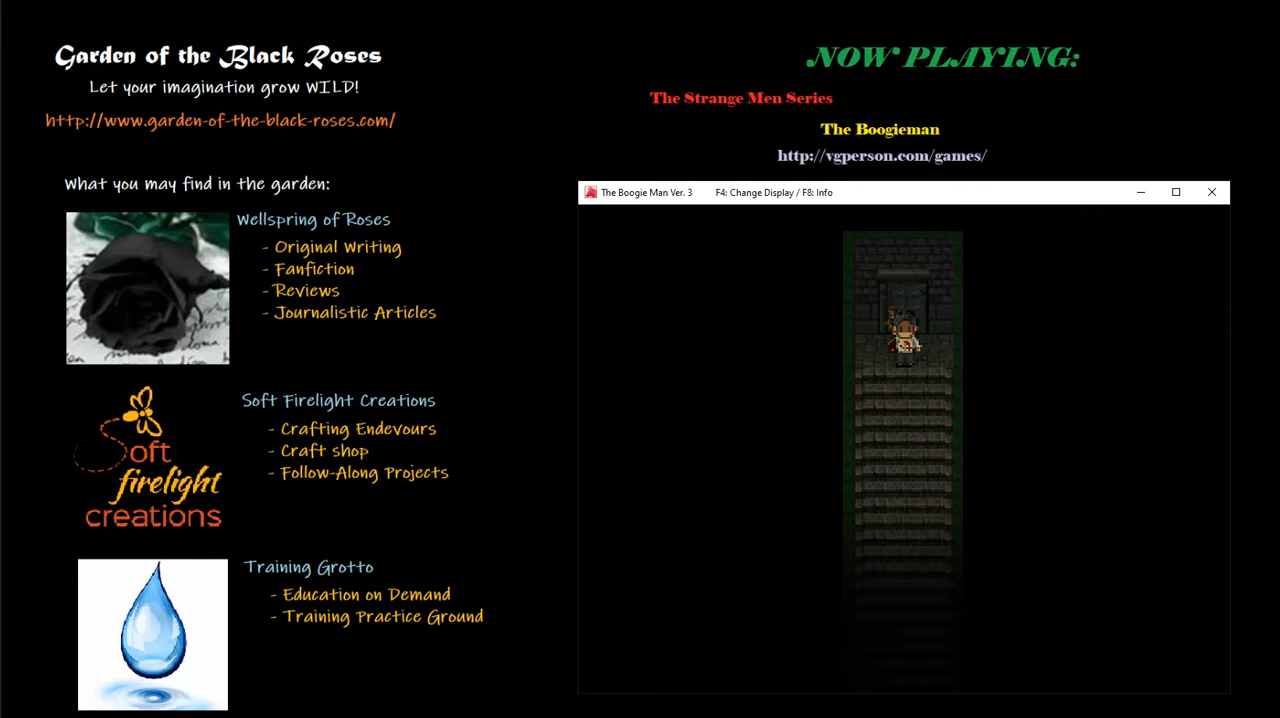 Garden of the Black Roses
Let your imagination grow WILD!
http://www.garden-of-the-black-roses.com/
What you may find in the garden:
Wellspring of Roses
- Original Writing
- Fanfiction
- Reviews
- Journalistic Articles
Soft Firelight Creations
- Crafting Endevours
- Craft shop
- Follow-Along Projects
Soft
firelight
creations
Training Grotto
- Education on Demand
- Training Practice Ground
NOW PLAYING:
The Strange Men Series
The Boogieman
http://vgperson.com/games/
The Boogie Man Ver. 3 F4: Change Display / F8: Info